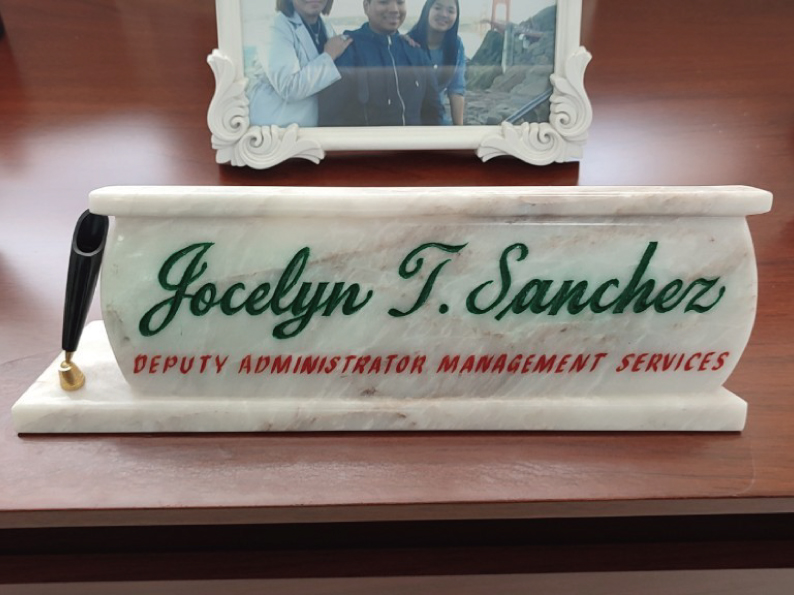 Jocelyn T. Sanchez
DEPUTY ADMINISTRATOR MANAGEMENT SERVICES